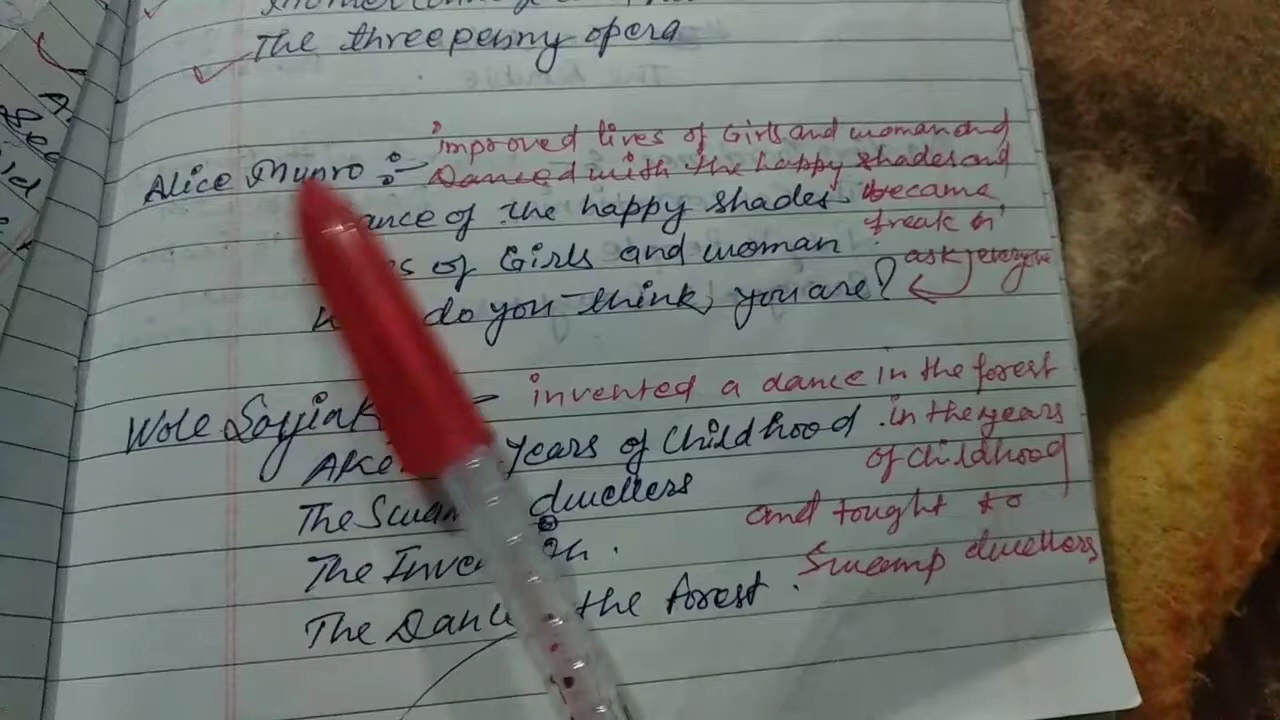 The threepenny opera
improved lives of Girls and woman and
Alice Munro :- Danced with the happy shades and
ance of the happy shades. became
freak in
es of Girls and woman
ask everyone
do you think, you are?
Wole - invented a dance in the forest
Ake years of Childhood . in the years
of childhood
The Swam dwellers
and tought to
The Inve on .
Swamp dwellers
The Danc the forest .